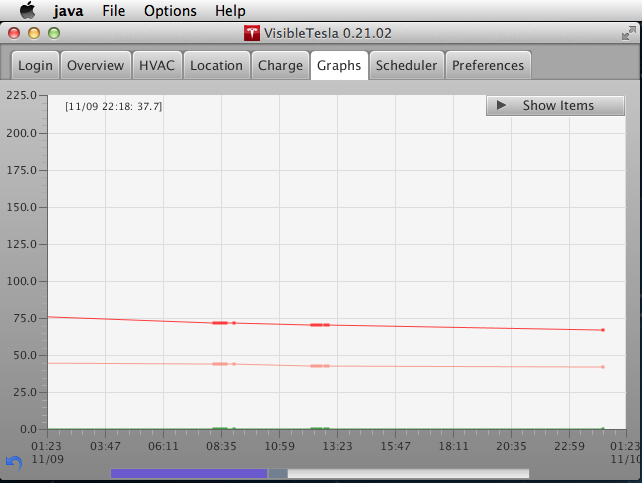 java File Options Help
VisibleTesla 0.21.02
Login Overview HVAC Location Charge Graphs Scheduler Preferences
225.0
[11/09 22:18: 37.7]
Show Items
200.0
175.0
150.0
125.0
100.0
75.0
50.0
25.0
0.0
01:23 03:47 06:11 08:35 10:59 13:23 15:47 18:11 20:35 22:59 01:23
11/09 11/10